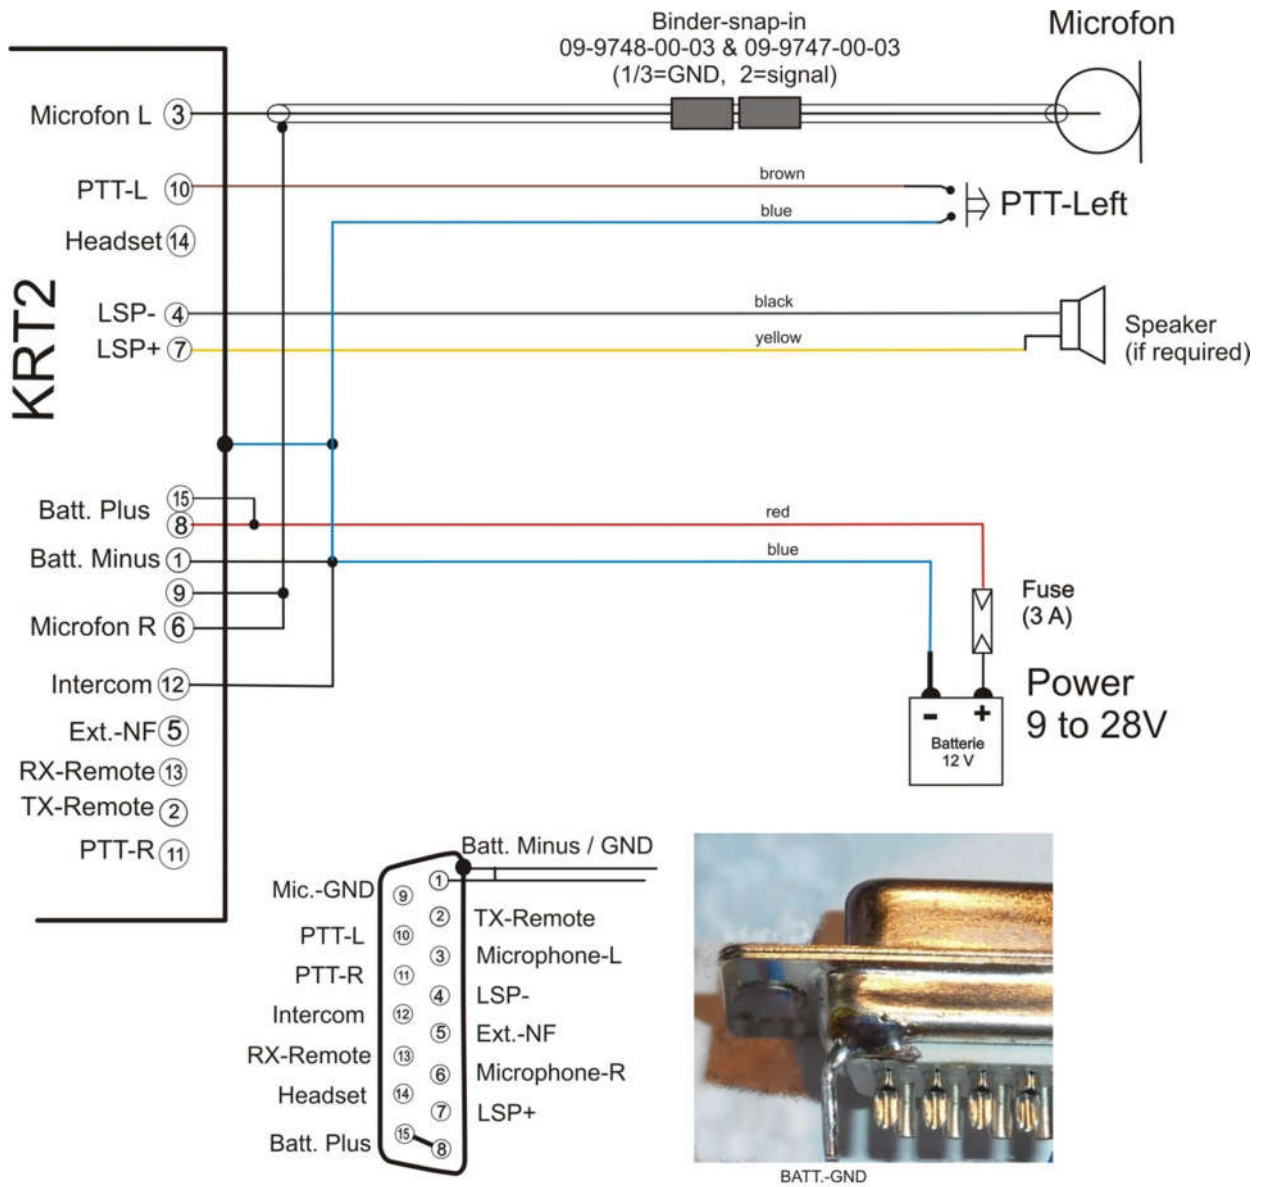 Binder-snap-in
09-9748-00-03 & 09-9747-00-03
(1/3=GND, 2=signal)
Microfon
Microfon L 3
brown
PTT-L 10
blue
PTT-Left
Headset 14
KRT2
black
LSP- 4
yellow
LSP+ 7
Speaker
(if required)
15
Batt. Plus
8
red
Batt. Minus 1
blue
9
Microfon R 6
Fuse
(3 A)
Intercom 12
Power
9 to 28V
- +
Batterie
12 V
Ext.-NF 5
RX-Remote 13
TX-Remote 2
PTT-R 11
Batt. Minus / GND
1
Mic.-GND 9
2 TX-Remote
PTT-L 10
3 Microphone-L
PTT-R 11
4 LSP-
Intercom 12
5 Ext.-NF
RX-Remote 13
6 Microphone-R
Headset 14
7 LSP+
Batt. Plus 15
8
BATT.-GND